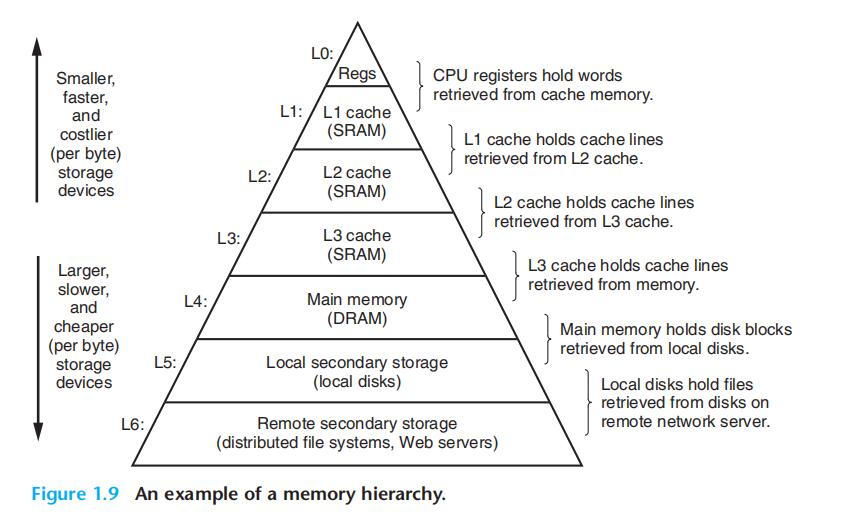 L0:
Regs
CPU registers hold words
retrieved from cache memory.
Smaller,
faster,
and
costlier
(per byte)
storage
devices
L1:
L1 cache
(SRAM)
L1 cache holds cache lines
retrieved from L2 cache.
L2:
L2 cache
(SRAM)
L2 cache holds cache lines
retrieved from L3 cache.
L3:
L3 cache
(SRAM)
L3 cache holds cache lines
retrieved from memory.
Larger,
slower,
and
cheaper
(per byte)
storage
devices
L4:
Main memory
(DRAM)
Main memory holds disk blocks
retrieved from local disks.
L5:
Local secondary storage
(local disks)
Local disks hold files
retrieved from disks on
remote network server.
L6:
Remote secondary storage
(distributed file systems, Web servers)
Figure 1.9 An example of a memory hierarchy.